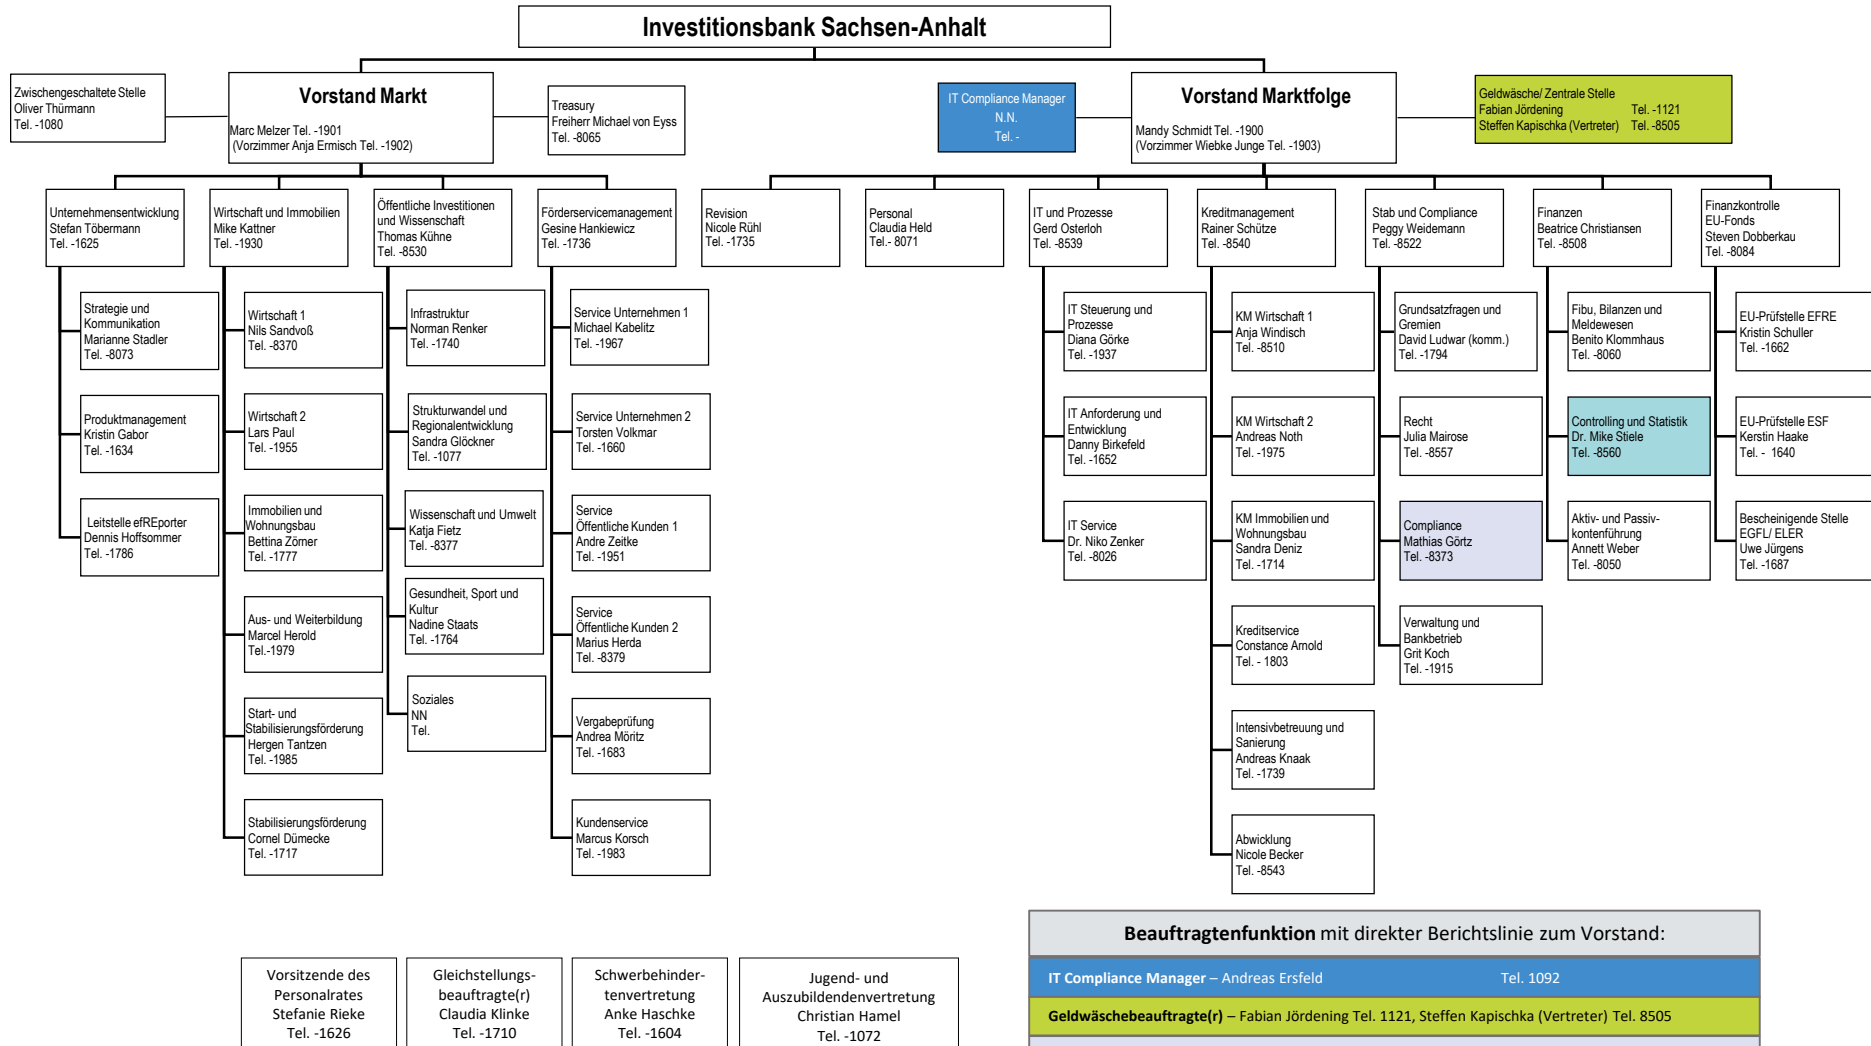 Investitionsbank Sachsen-Anhalt
Zwischengeschaltete Stelle
Oliver Thürmann
Tel. -1080
Vorstand Markt
Marc Melzer Tel. -1901
(Vorzimmer Anja Ermisch Tel. -1902)
Treasury
Freiherr Michael von Eyss
Tel. -8065
IT Compliance Manager
N.N.
Tel. -
Vorstand Marktfolge
Mandy Schmidt Tel. -1900
(Vorzimmer Wiebke Junge Tel. -1903)
Geldwäsche/ Zentrale Stelle
Fabian Jördening Tel. -1121
Steffen Kapischka (Vertreter) Tel. -8505
Unternehmensentwicklung
Stefan Töbermann
Tel. -1625
Wirtschaft und Immobilien
Mike Kattner
Tel. -1930
Öffentliche Investitionen
und Wissenschaft
Thomas Kühne
Tel. -8530
Förderservicemanagement
Gesine Hankiewicz
Tel. -1736
Revision
Nicole Rühl
Tel. -1735
Personal
Claudia Held
Tel.- 8071
IT und Prozesse
Gerd Osterloh
Tel. -8539
Kreditmanagement
Rainer Schütze
Tel. -8540
Stab und Compliance
Peggy Weidemann
Tel. -8522
Finanzen
Beatrice Christiansen
Tel. -8508
Finanzkontrolle
EU-Fonds
Steven Dobberkau
Tel. -8084
Strategie und
Kommunikation
Marianne Stadler
Tel. -8073
Wirtschaft 1
Nils Sandvoß
Tel. -8370
Infrastruktur
Norman Renker
Tel. -1740
Service Unternehmen 1
Michael Kabelitz
Tel. -1967
IT Steuerung und
Prozesse
Diana Görke
Tel. -1937
KM Wirtschaft 1
Anja Windisch
Tel. -8510
Grundsatzfragen und
Gremien
David Ludwar (komm.)
Tel. -1794
Fibu, Bilanzen und
Meldewesen
Benito Klommhaus
Tel. -8060
EU-Prüfstelle EFRE
Kristin Schuller
Tel. -1662
Produktmanagement
Kristin Gabor
Tel. -1634
Wirtschaft 2
Lars Paul
Tel. -1955
Strukturwandel und
Regionalentwicklung
Sandra Glöckner
Tel. -1077
Service Unternehmen 2
Torsten Volkmar
Tel. -1660
IT Anforderung und
Entwicklung
Danny Birkefeld
Tel. -1652
KM Wirtschaft 2
Andreas Noth
Tel. -1975
Recht
Julia Mairose
Tel. -8557
Controlling und Statistik
Dr. Mike Stiele
Tel. -8560
EU-Prüfstelle ESF
Kerstin Haake
Tel. - 1640
Leitstelle efREporter
Dennis Hoffsommer
Tel. -1786
Immobilien und
Wohnungsbau
Bettina Zörner
Tel. -1777
Wissenschaft und Umwelt
Katja Fietz
Tel. -8377
Service
Öffentliche Kunden 1
Andre Zeitke
Tel. -1951
IT Service
Dr. Niko Zenker
Tel. -8026
KM Immobilien und
Wohnungsbau
Sandra Deniz
Tel. -1714
Compliance
Mathias Görtz
Tel. -8373
Aktiv- und Passiv-
kontenführung
Annett Weber
Tel. -8050
Bescheinigende Stelle
EGFL/ ELER
Uwe Jürgens
Tel. -1687
Aus- und Weiterbildung
Marcel Herold
Tel.-1979
Gesundheit, Sport und
Kultur
Nadine Staats
Tel. -1764
Service
Öffentliche Kunden 2
Marius Herda
Tel. -8379
Kreditservice
Constance Arnold
Tel. - 1803
Verwaltung und
Bankbetrieb
Grit Koch
Tel. -1915
Start- und
Stabilisierungsförderung
Hergen Tantzen
Tel. -1985
Soziales
NN
Tel.
Vergabeprüfung
Andrea Möritz
Tel. -1683
Intensivbetreuung und
Sanierung
Andreas Knaak
Tel. -1739
Stabilisierungsförderung
Cornel Dümecke
Tel. -1717
Kundenservice
Marcus Korsch
Tel. -1983
Abwicklung
Nicole Becker
Tel. -8543
Vorsitzende des
Personalrates
Stefanie Rieke
Tel. -1626
Gleichstellungs-
beauftragte(r)
Claudia Klinke
Tel. -1710
Schwerbehinder-
tenvertretung
Anke Haschke
Tel. -1604
Jugend- und
Auszubildendenvertretung
Christian Hamel
Tel. -1072
Beauftragtenfunktion mit direkter Berichtslinie zum Vorstand:
IT Compliance Manager – Andreas Ersfeld Tel. 1092
Geldwäschebeauftragte(r) – Fabian Jördening Tel. 1121, Steffen Kapischka (Vertreter) Tel. 8505